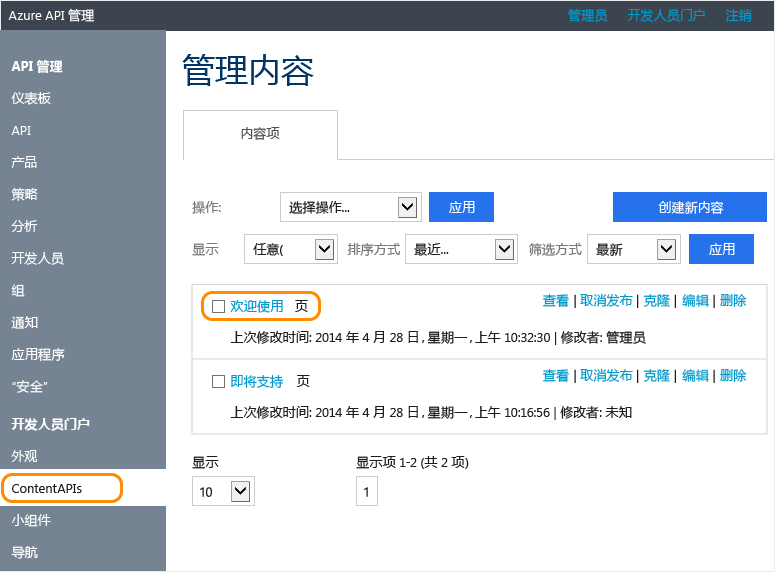 Azure API 管理 管理员 开发人员门户 注销
API 管理
仪表板
API
产品
策略
分析
开发人员
组
通知
应用程序
“安全”
开发人员门户
外观
ContentAPIs
小组件
导航
管理内容
内容项
操作: 选择操作... 应用 创建新内容
显示 任意( 排序方式 最近... 筛选方式 最新 应用
欢迎使用 页 查看 | 取消发布 | 克隆 | 编辑 | 删除
上次修改时间: 2014 年 4 月 28 日 , 星期一 , 上午 10:32:30 | 修改者: 管理员
即将支持 页 查看 | 取消发布 | 克隆 | 编辑 | 删除
上次修改时间: 2014 年 4 月 28 日 , 星期一 , 上午 10:16:56 | 修改者: 未知
显示 显示项 1-2 (共 2 项)
10 1